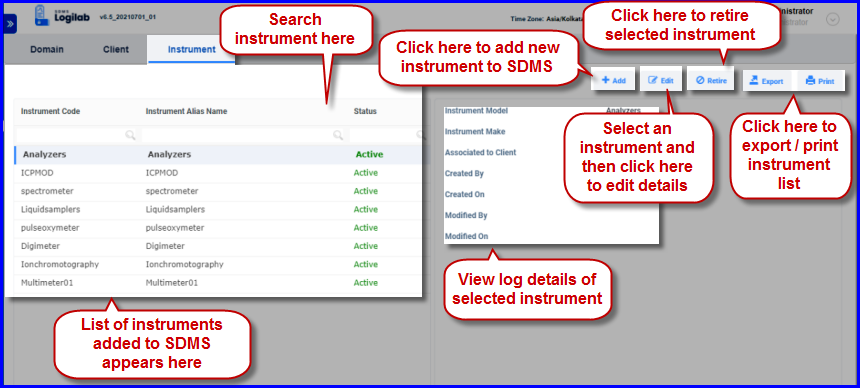 SDMS
Logilab
v6.5_20210701_01
Time Zone: Asia/Kolkata
Search
instrument here
Click here to add new
instrument to SDMS
Click here to retire
selected instrument
Domain
Client
Instrument
Add
Edit
Retire
Export
Print
Instrument Code
Instrument Alias Name
Status
Analyzers Analyzers Active
ICPMOD ICPMOD Active
spectrometer spectrometer Active
Liquidsamplers Liquidsamplers Active
pulseoxymeter pulseoxymeter Active
Digimeter Digimeter Active
Ionchromotography Ionchromotography Active
Multimeter01 Multimeter01 Active
Instrument Model Analyzers
Instrument Make
Associated to Client
Created By
Created On
Modified By
Modified On
Select an
instrument and
then click here
to edit details
Click here to
export / print
instrument
list
View log details of
selected instrument
List of instruments
added to SDMS
appears here